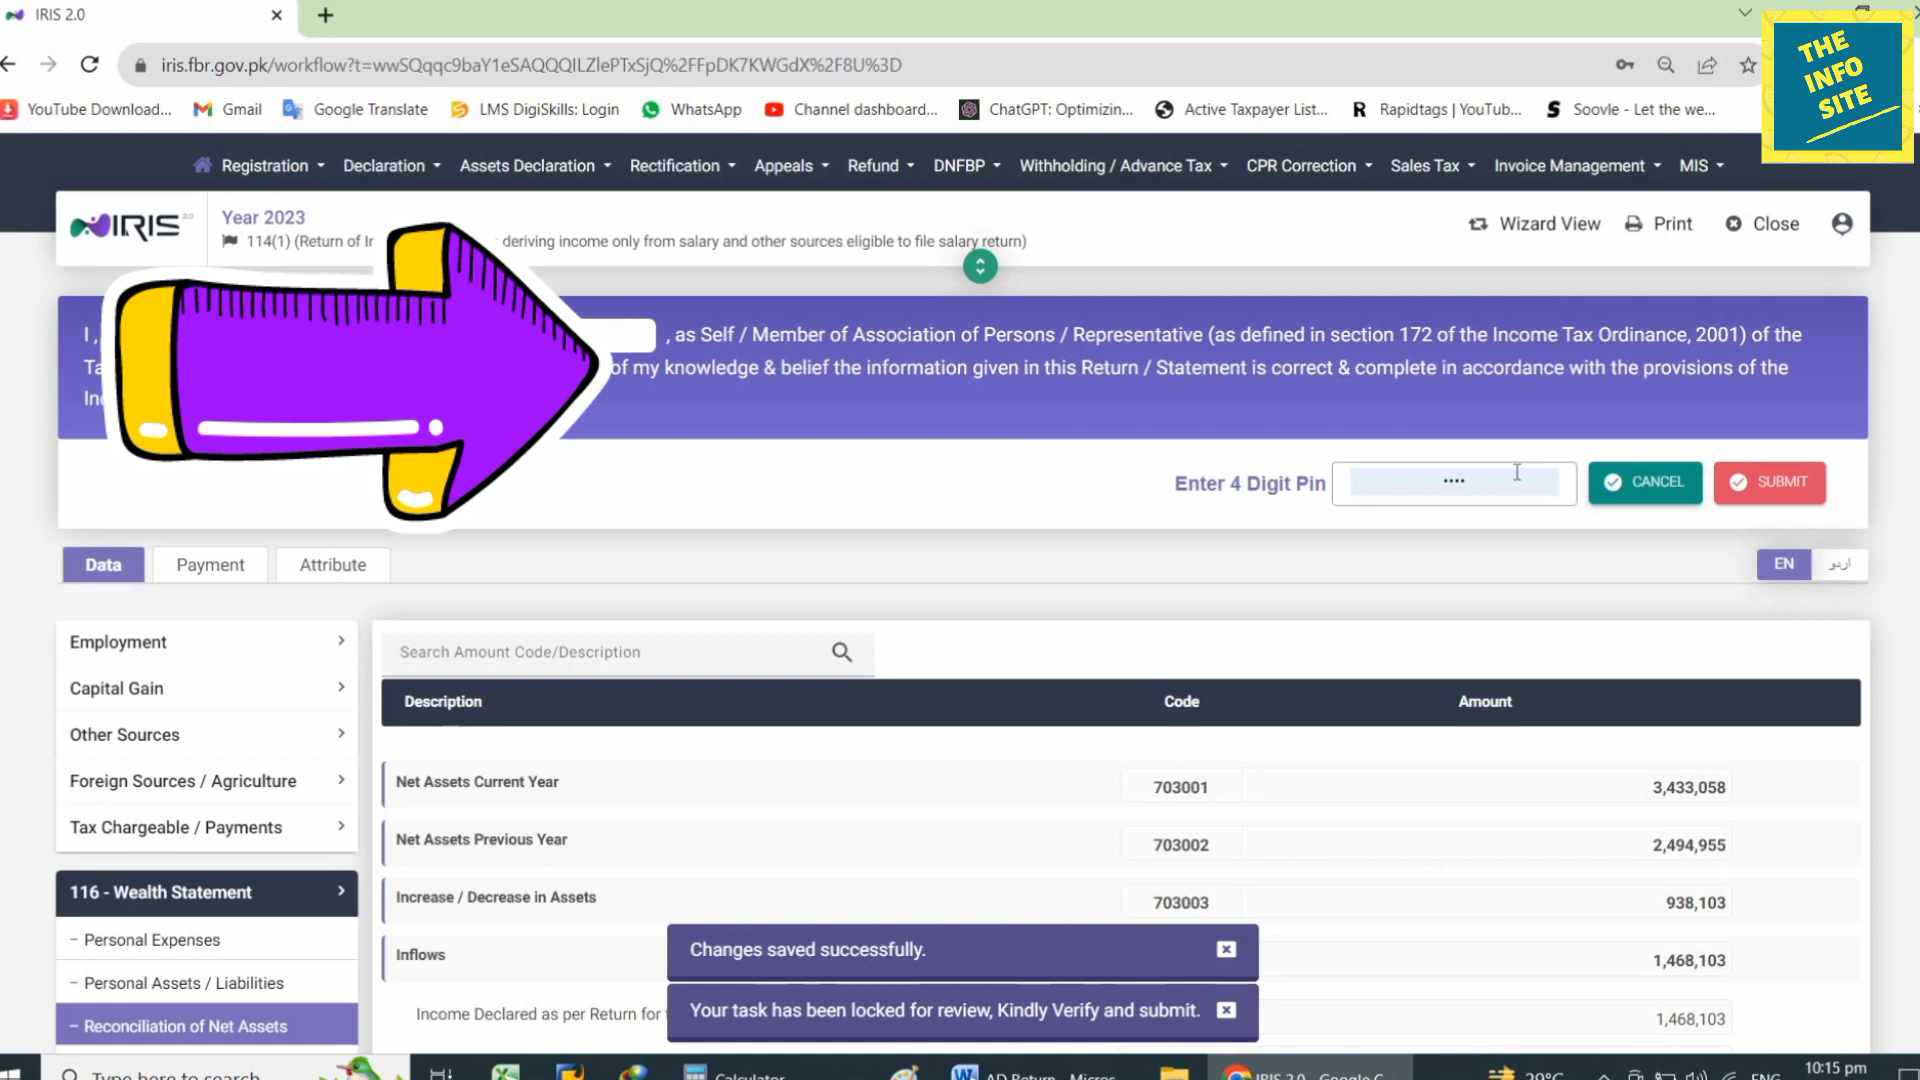 IRIS 2.0
THE
INFO
SITE
iris.fbr.gov.pk/workflow?t=wwSQqqc9baY1eSAQQQILZlePTxSjQ%2FFpDK7KWGdX%2F8U%3D
YouTube Download... Gmail Google Translate LMS DigiSkills: Login WhatsApp Channel dashboard... ChatGPT: Optimizin... Active Taxpayer List... Rapidtags | YouTub... Soovle - Let the we...
Registration Declaration Assets Declaration Rectification Appeals Refund DNFBP Withholding / Advance Tax CPR Correction Sales Tax Invoice Management MIS
IRIS 2.0
Year 2023
114(1) (Return of deriving income only from salary and other sources eligible to file salary return)
Wizard View Print Close
I , , as Self / Member of Association of Persons / Representative (as defined in section 172 of the Income Tax Ordinance, 2001) of the
of my knowledge & belief the information given in this Return / Statement is correct & complete in accordance with the provisions of the
Enter 4 Digit Pin •••• CANCEL SUBMIT
Data Payment Attribute
EN اردو
Employment
Capital Gain
Other Sources
Foreign Sources / Agriculture
Tax Chargeable / Payments
116 - Wealth Statement
– Personal Expenses
– Personal Assets / Liabilities
– Reconciliation of Net Assets
Search Amount Code/Description
Description Code Amount
Net Assets Current Year 703001 3,433,058
Net Assets Previous Year 703002 2,494,955
Increase / Decrease in Assets 703003 938,103
Inflows 1,468,103
Income Declared as per Return for 1,468,103
Changes saved successfully.
Your task has been locked for review, Kindly Verify and submit.
Type here to search Calculator AD Return - Micros... IRIS 2.0 - Google C... 29°C ENG 10:15 pm